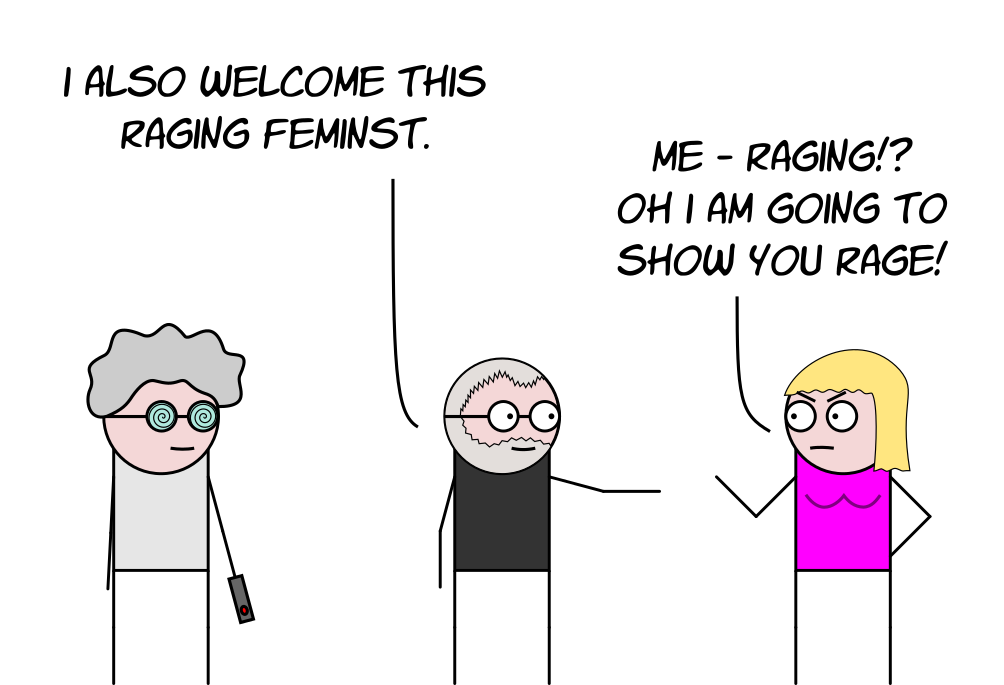 I ALSO WELCOME THIS
RAGING FEMINST.
ME - RAGING!?
OH I AM GOING TO
SHOW YOU RAGE!